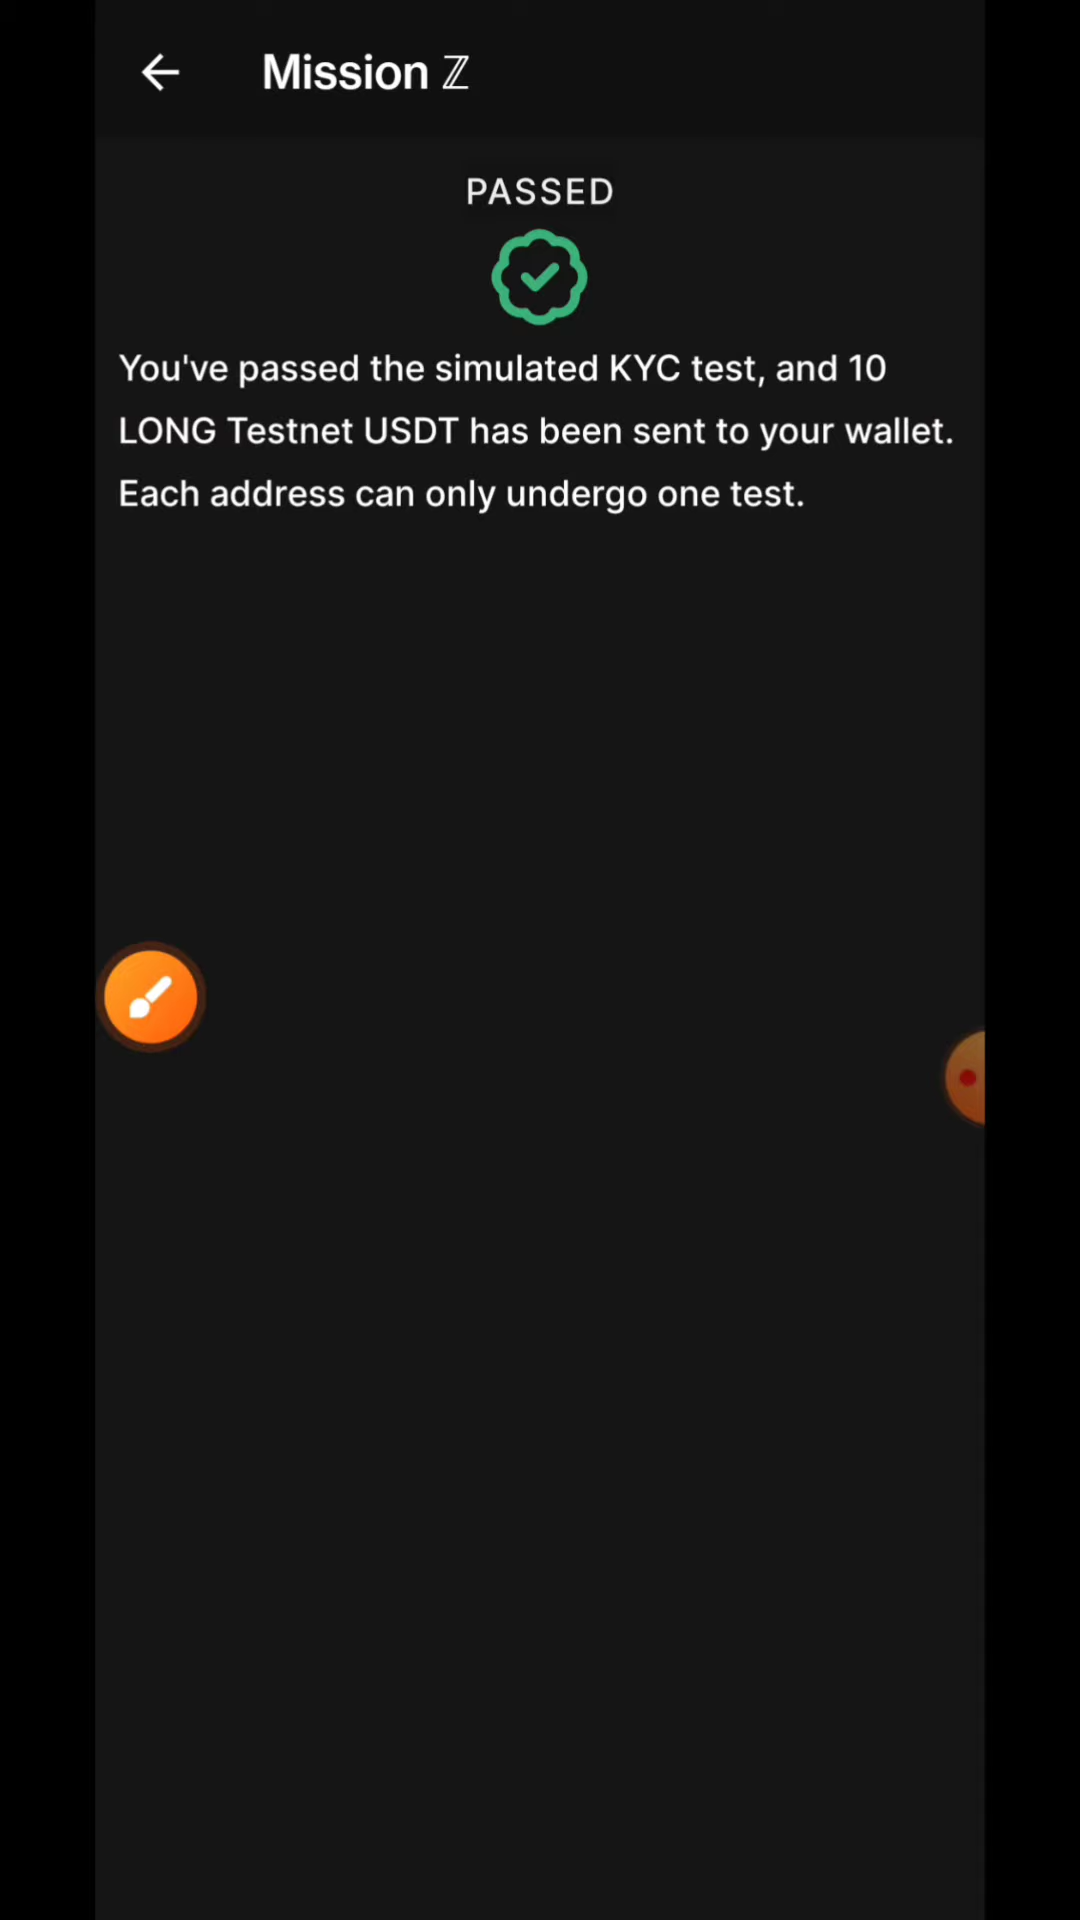 Mission ℤ
PASSED
You've passed the simulated KYC test, and 10
LONG Testnet USDT has been sent to your wallet.
Each address can only undergo one test.